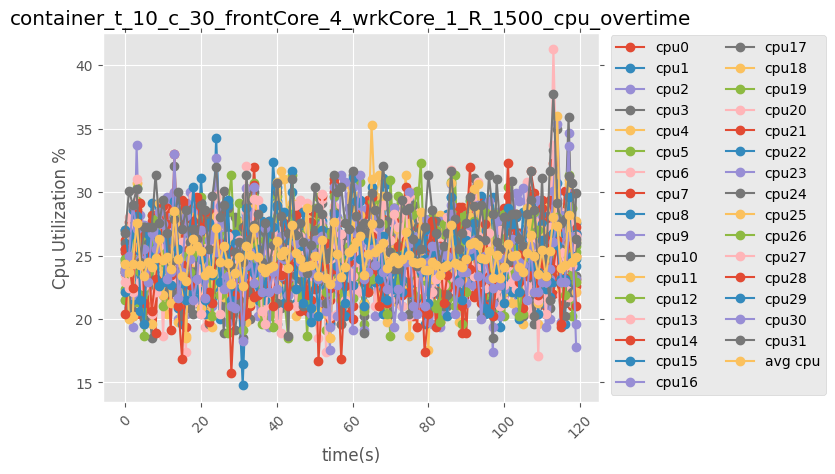 container_t_10_c_30_frontCore_4_wrkCore_1_R_1500_cpu_overtime
Cpu Utilization %
40
35
30
25
20
15
0
20
40
60
80
100
120
time(s)
cpu0
cpu1
cpu2
cpu3
cpu4
cpu5
cpu6
cpu7
cpu8
cpu9
cpu10
cpu11
cpu12
cpu13
cpu14
cpu15
cpu16
cpu17
cpu18
cpu19
cpu20
cpu21
cpu22
cpu23
cpu24
cpu25
cpu26
cpu27
cpu28
cpu29
cpu30
cpu31
avg cpu